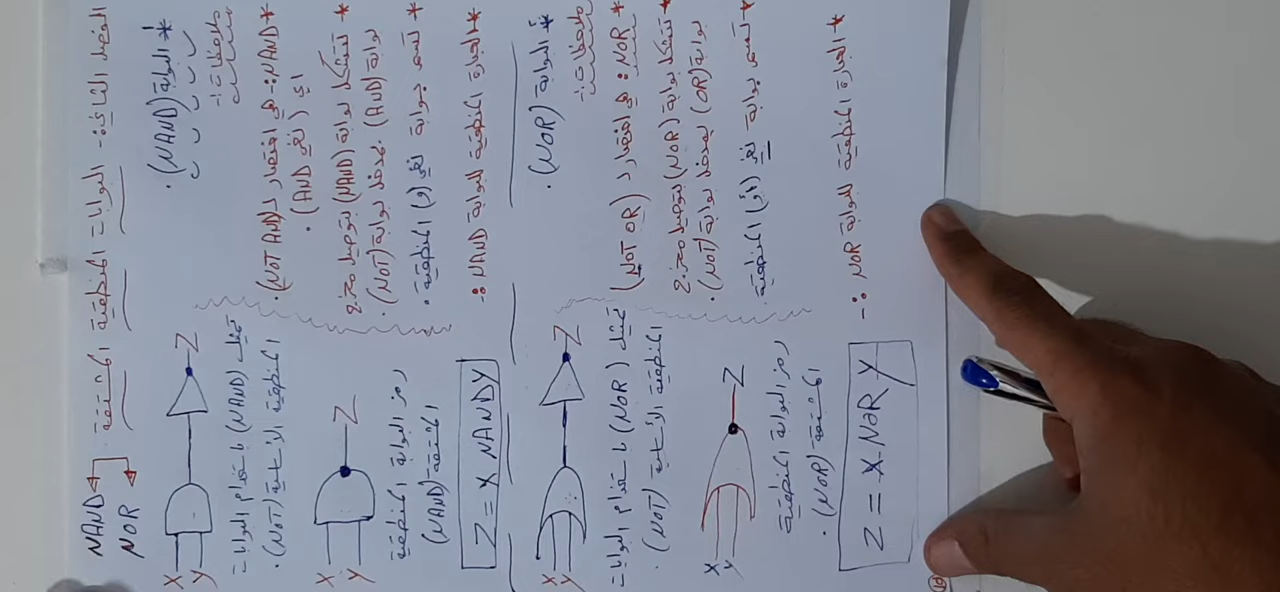 الفصل الثاني:- البوابات المنطقية المشتقة:
NAND
NOR
* ألبوابة (NAND).
ملاحظات:-
* NAND:- هي اختصار لـ (NOT AND).
اي (نفي AND).
* تتشكل بوابة (NAND) بتوصيل مخرج
بوابة (AND) بمدخل بوابة (NOT).
* تسمى بوابة نفي (و) المنطقية.
* العبارة المنطقية للبوابة NAND :-
X
Y
Z
تمثيل (NAND) باستخدام البوابات
المنطقية الأساسية (NOT).
X
Y
Z
رمز البوابة المنطقية
المشتقة (NAND)
Z = X NAND Y
* ألبوابة (NOR).
ملاحظات:-
* NOR: هي اختصار لـ (NOT OR)
* تتشكل بوابة (NOR) بتوصيل مخرج
بوابة (OR) بمدخل بوابة (NOT).
* تسمى بوابة - نفي (أو) المنطقية.
* العبارة المنطقية للبوابة NOR :-
X
Y
Z
تمثيل (NOR) باستخدام البوابات
المنطقية الأساسية (NOT).
X
Y
Z
رمز البوابة المنطقية
المشتقة (NOR).
Z = X NOR Y